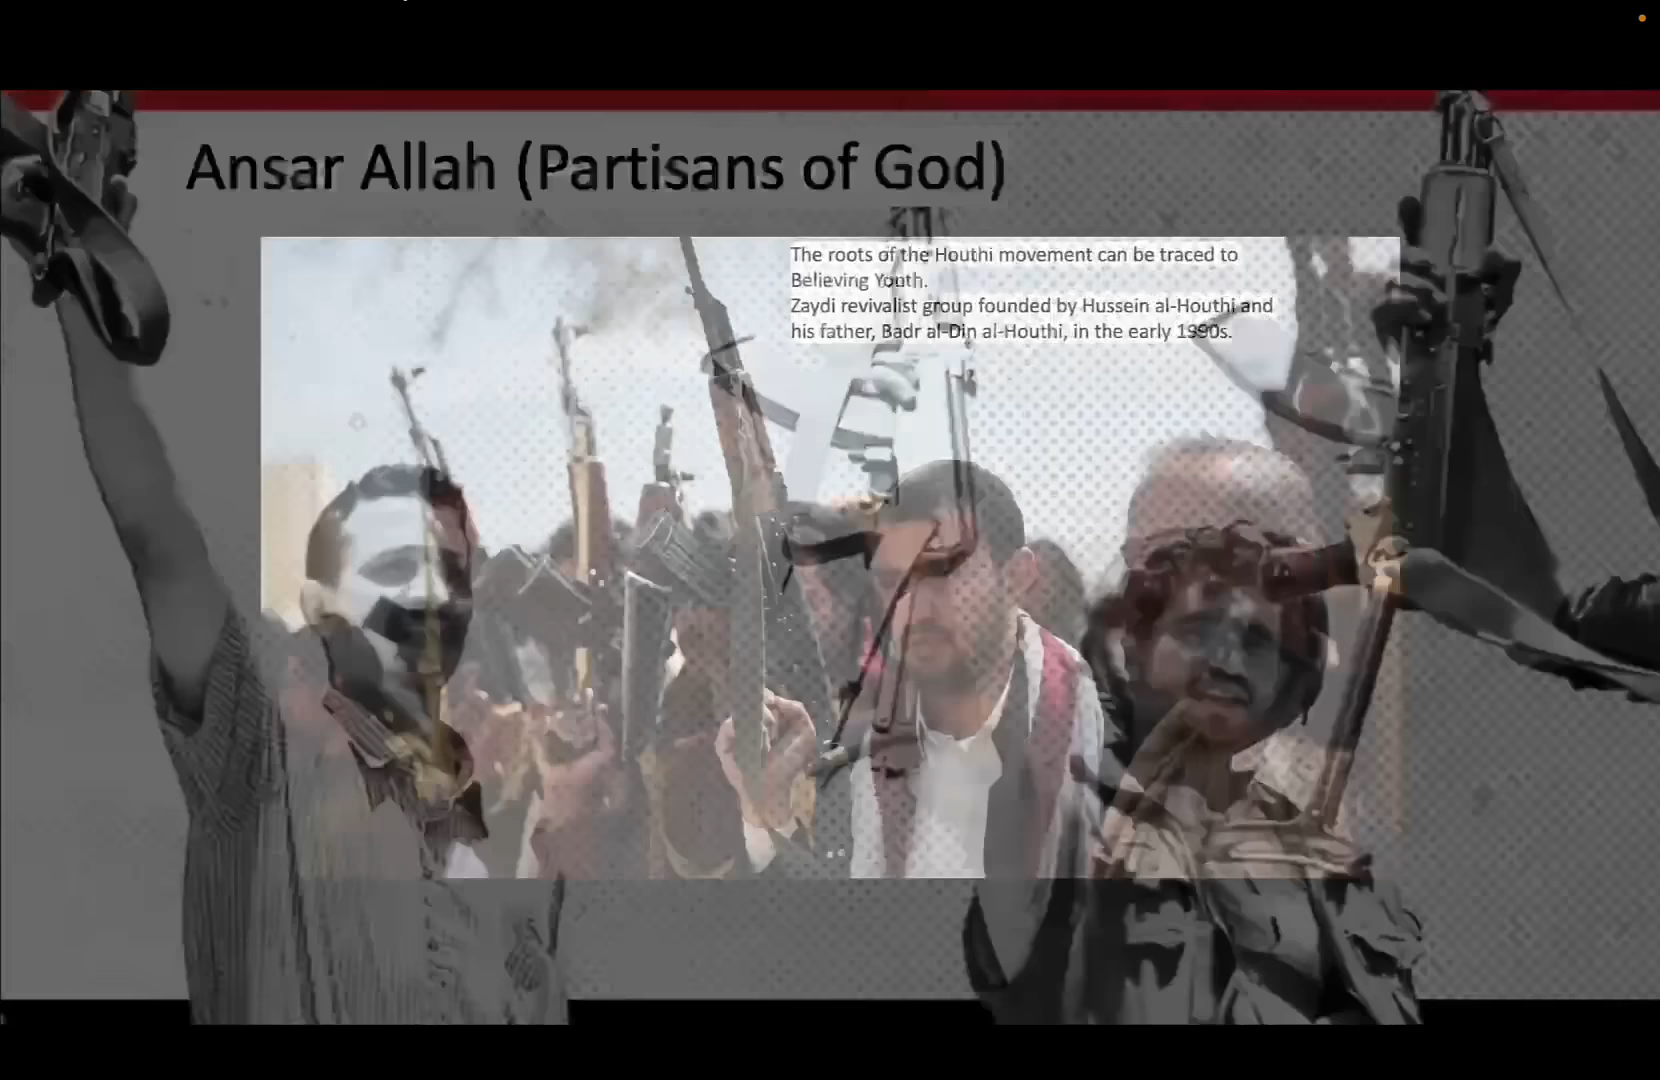 Ansar Allah (Partisans of God)
The roots of the Houthi movement can be traced to
Believing Youth.
Zaydi revivalist group founded by Hussein al-Houthi and
his father, Badr al-Din al-Houthi, in the early 1990s.